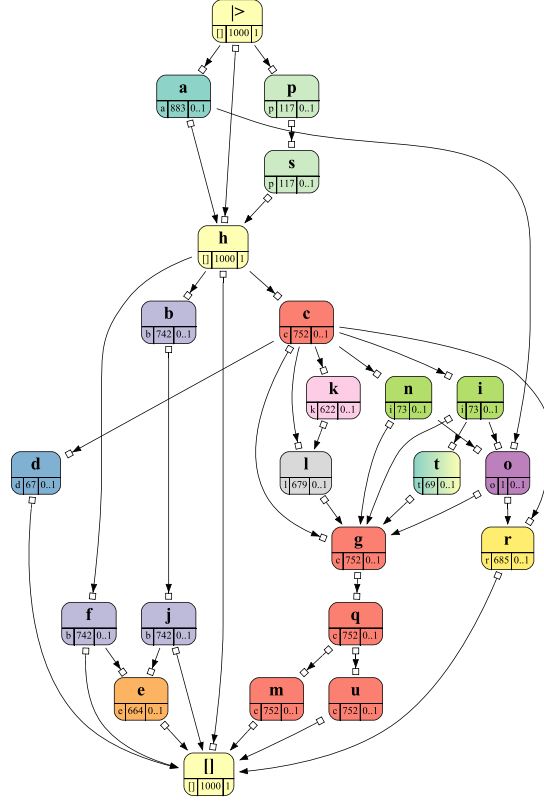 |>
[] 1000 1
a
a 883 0..1
p
p 117 0..1
s
p 117 0..1
h
[] 1000 1
b
b 742 0..1
c
c 752 0..1
k
k 622 0..1
n
i 73 0..1
i
i 73 0..1
d
d 67 0..1
l
l 679 0..1
t
t 69 0..1
o
o 1 0..1
g
c 752 0..1
r
r 685 0..1
f
b 742 0..1
j
b 742 0..1
q
c 752 0..1
e
e 664 0..1
m
c 752 0..1
u
c 752 0..1
[]
[] 1000 1